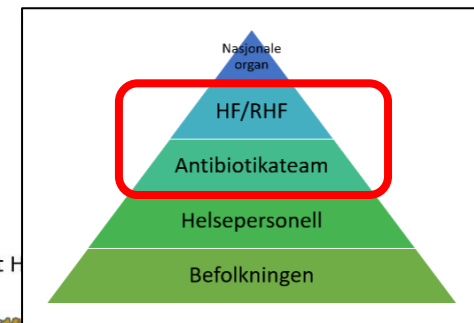 Nasjonale
organ
HF/RHF
Antibiotikateam
Helsepersonell
t H
Befolkningen